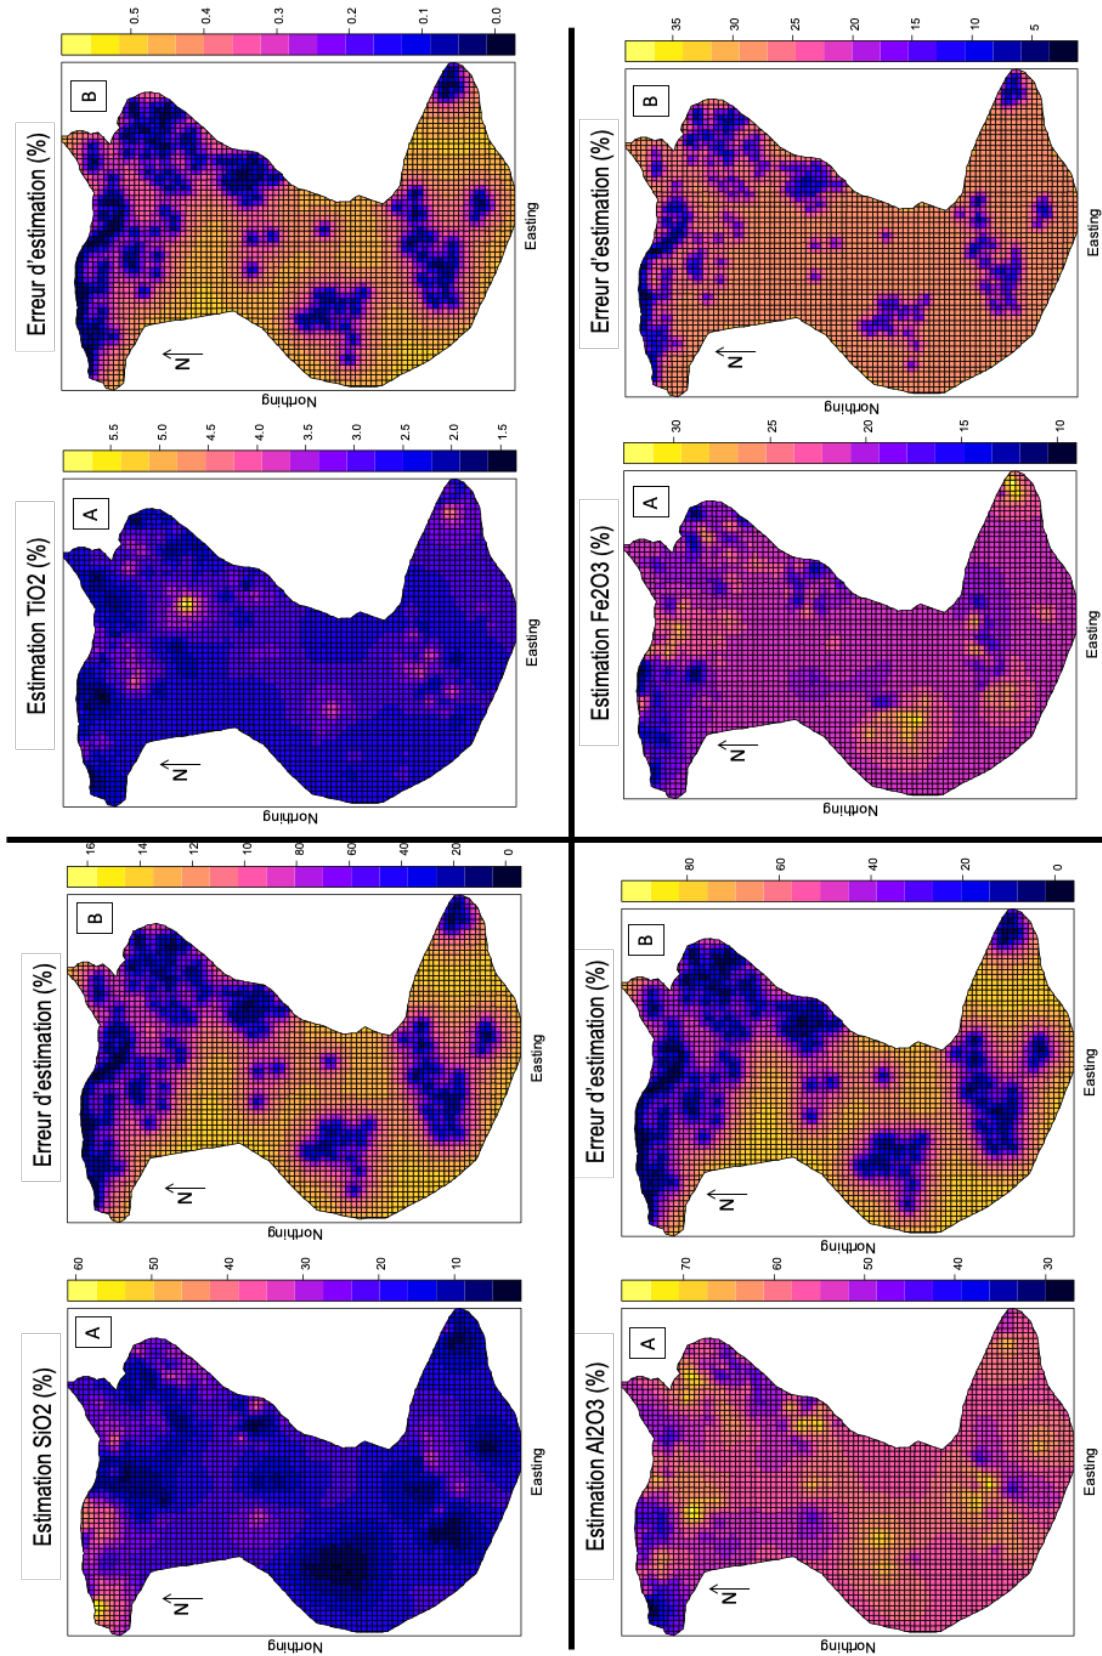 Estimation SiO2 (%)
A
N
Northing
Easting
60
50
40
30
20
10
Erreur d'estimation (%)
B
N
Northing
Easting
16
14
12
10
80
60
40
20
0
Estimation TiO2 (%)
A
N
Northing
Easting
5.5
5.0
4.5
4.0
3.5
3.0
2.5
2.0
1.5
Erreur d'estimation (%)
B
N
Northing
Easting
0.5
0.4
0.3
0.2
0.1
0.0
Estimation Al2O3 (%)
A
N
Northing
Easting
70
60
50
40
30
Erreur d'estimation (%)
B
N
Northing
Easting
80
60
40
20
0
Estimation Fe2O3 (%)
A
N
Northing
Easting
30
25
20
15
10
Erreur d'estimation (%)
B
N
Northing
Easting
35
30
25
20
15
10
5